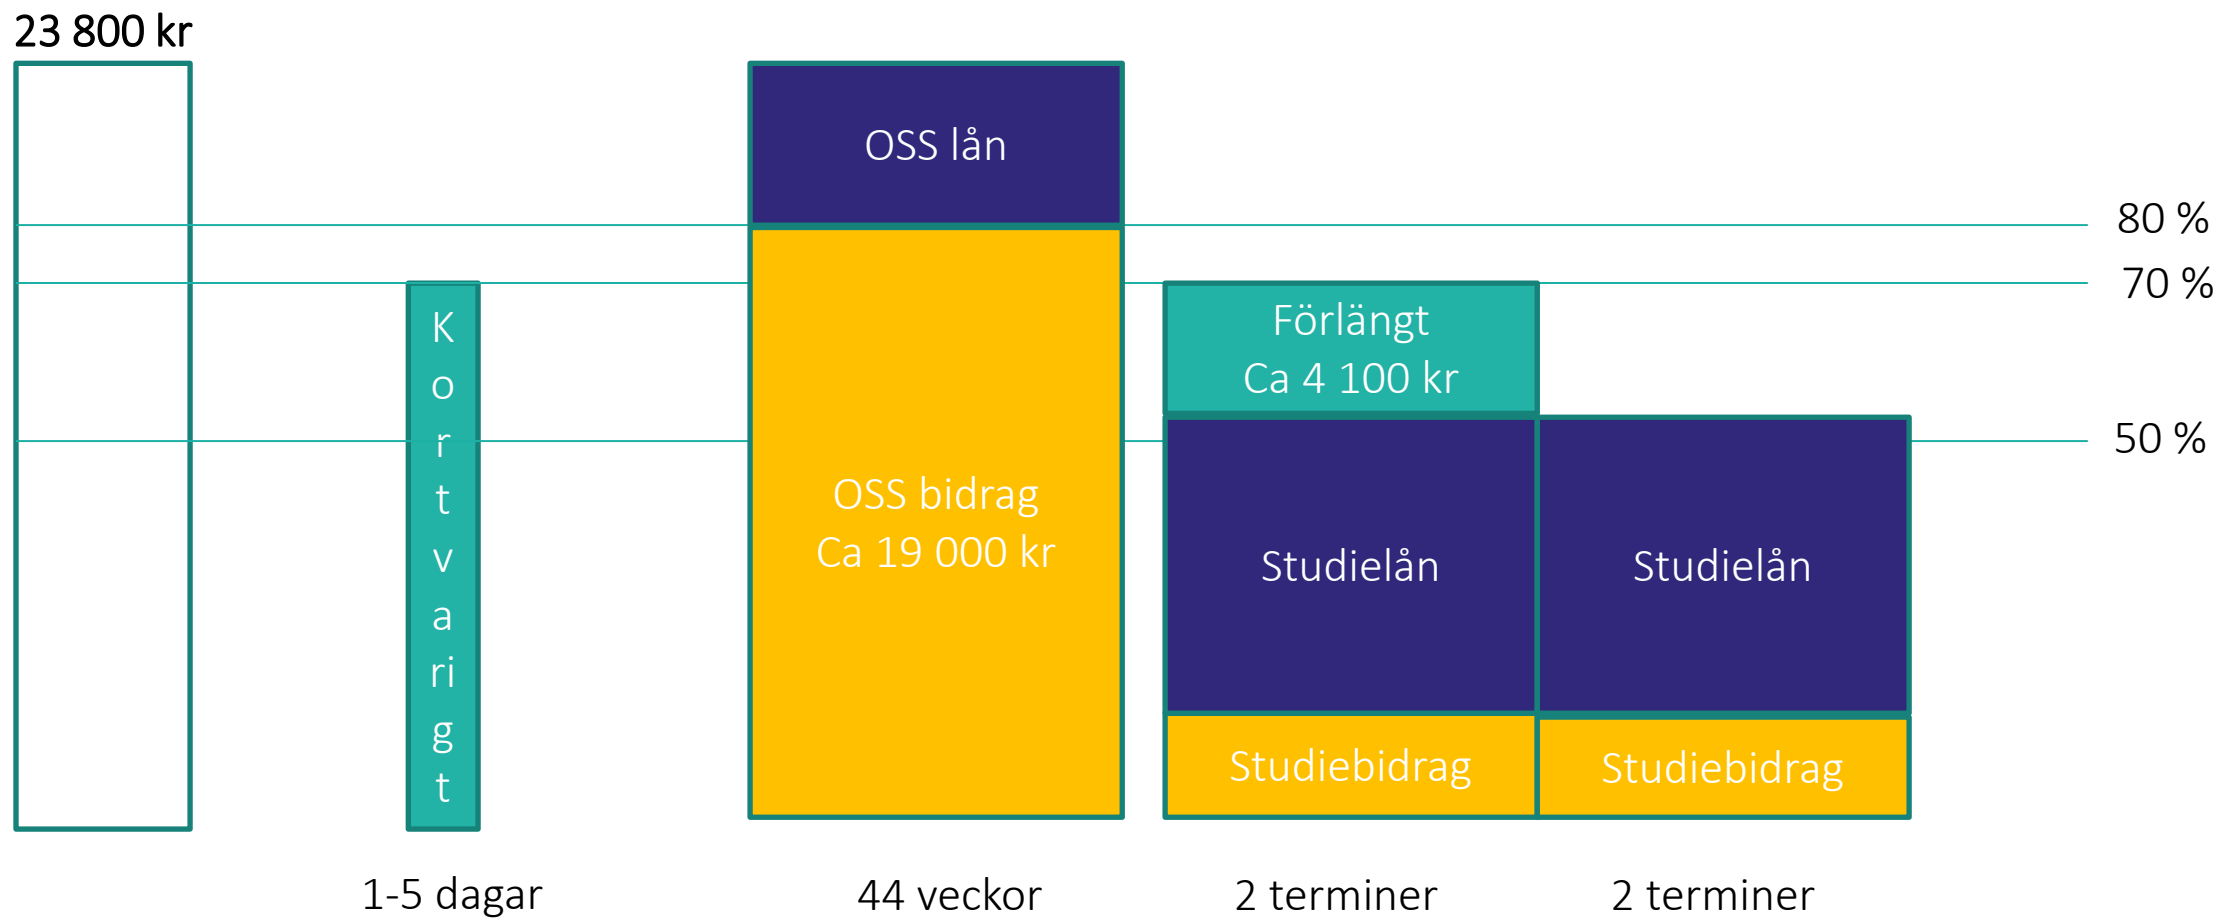 23 800 kr
OSS lån
80 %
70 %
K
o
r
t
v
a
ri
g
t
Förlängt
Ca 4 100 kr
50 %
OSS bidrag
Ca 19 000 kr
Studielån
Studielån
Studiebidrag
Studiebidrag
1-5 dagar
44 veckor
2 terminer
2 terminer